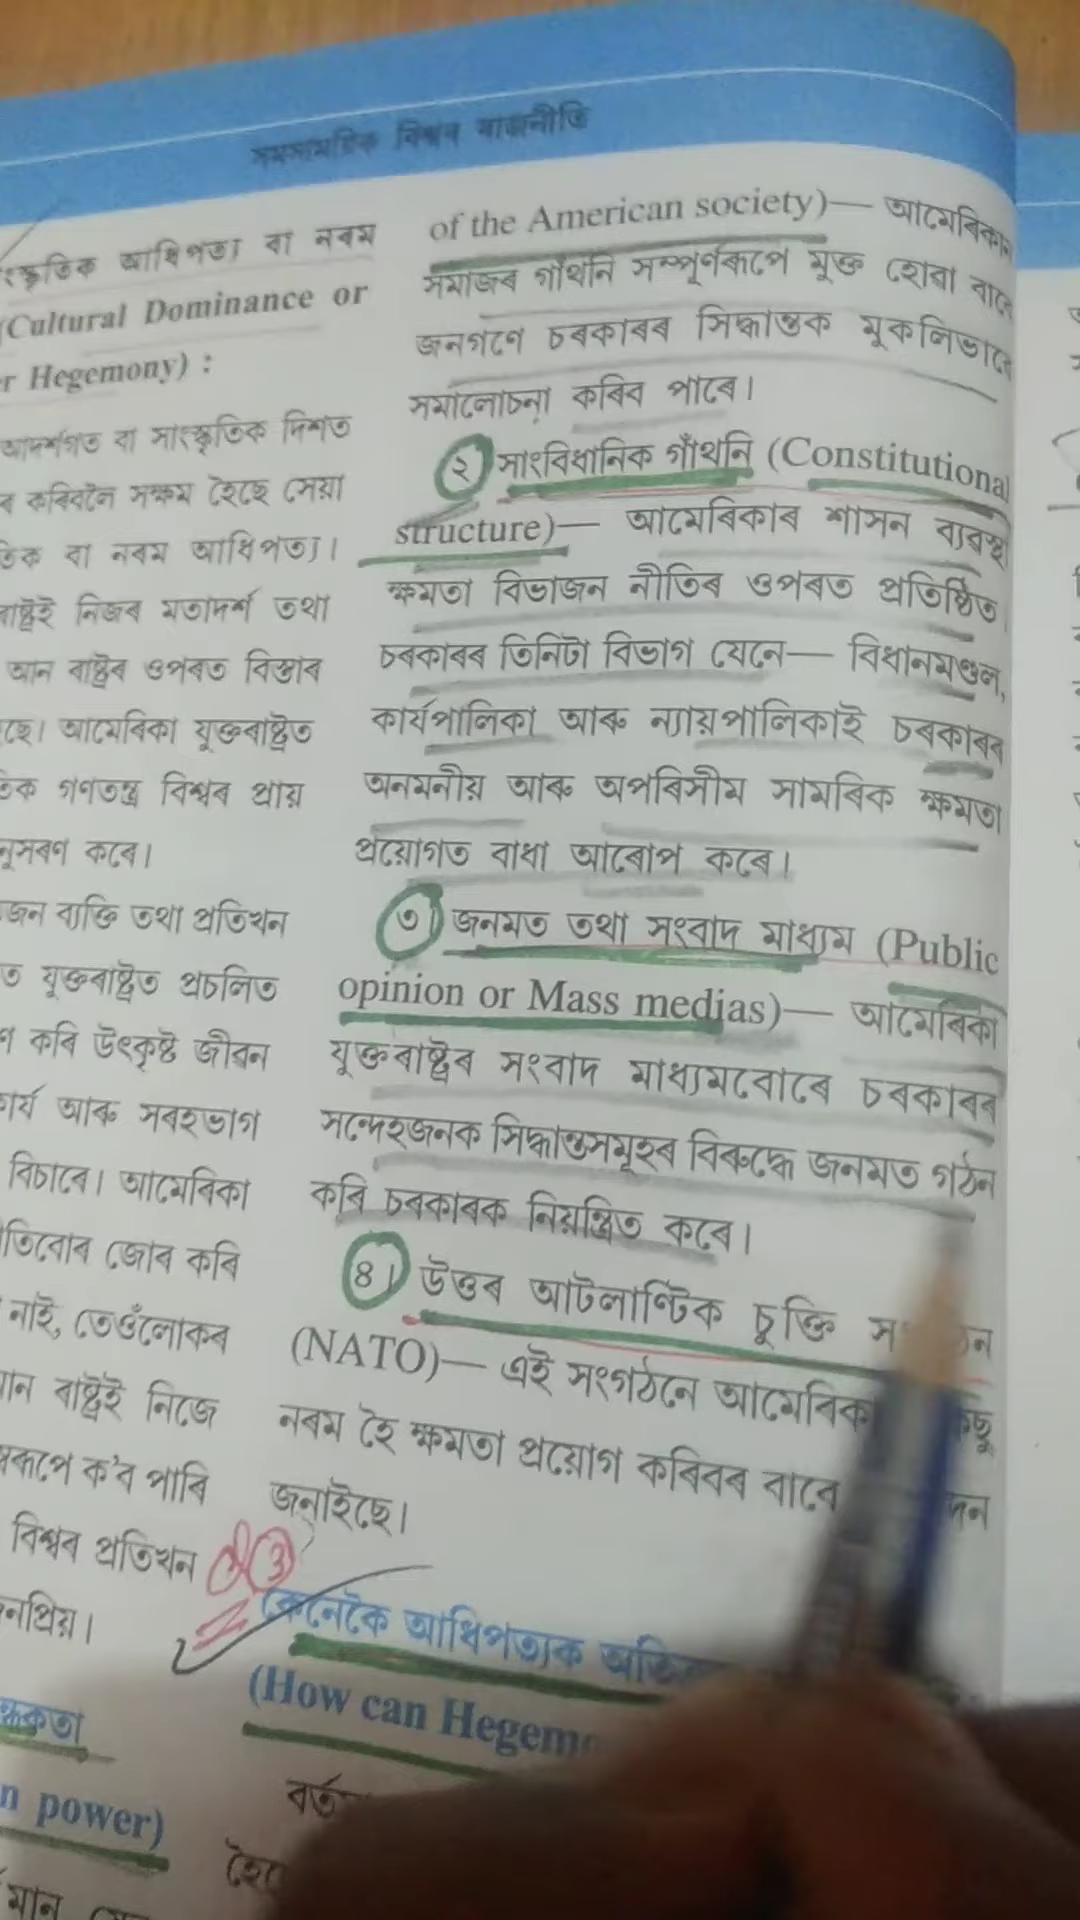 সমসাময়িক বিশ্বৰ ৰাজনীতি
আধিপত্য বা নৰম
(Cultural Dominance or
r Hegemony) :
আদৰ্শগত বা সাংস্কৃতিক দিশত
ৰ কৰিবলৈ সক্ষম হৈছে সেয়া
তিক বা নৰম আধিপত্য।
ৰাষ্ট্ৰই নিজৰ মতাদৰ্শ তথা
আন ৰাষ্ট্ৰৰ ওপৰত বিস্তাৰ
ছে। আমেৰিকা যুক্তৰাষ্ট্ৰত
তিক গণতন্ত্ৰ বিশ্বৰ প্ৰায়
নুসৰণ কৰে।
জন ব্যক্তি তথা প্ৰতিখন
ত যুক্তৰাষ্ট্ৰত প্ৰচলিত
কৰি উৎকৃষ্ট জীৱন
ৰ্য আৰু সৰহভাগ
বিচাৰে। আমেৰিকা
তিবোৰ জোৰ কৰি
নাই, তেওঁলোকৰ
ৰাষ্ট্ৰই নিজে
ৰূপে ক'ব পাৰি
বিশ্বৰ প্ৰতিখন
নপ্ৰিয়।
n power)
of the American society)— আমেৰিকাৰ
সমাজৰ গাঁথনি সম্পূৰ্ণৰূপে মুক্ত হোৱা বাবে
জনগণে চৰকাৰৰ সিদ্ধান্তক মুকলিভাৱে
সমালোচনা কৰিব পাৰে।
২। সাংবিধানিক গাঁথনি (Constitutional
structure)— আমেৰিকাৰ শাসন ব্যৱস্থা
ক্ষমতা বিভাজন নীতিৰ ওপৰত প্ৰতিষ্ঠিত
চৰকাৰৰ তিনিটা বিভাগ যেনে— বিধানমণ্ডল,
কাৰ্যপালিকা আৰু ন্যায়পালিকাই চৰকাৰৰ
অনমনীয় আৰু অপৰিসীম সামৰিক ক্ষমতা
প্ৰয়োগত বাধা আৰোপ কৰে।
৩। জনমত তথা সংবাদ মাধ্যম (Public
opinion or Mass medias)— আমেৰিকা
যুক্তৰাষ্ট্ৰৰ সংবাদ মাধ্যমবোৰে চৰকাৰৰ
সন্দেহজনক সিদ্ধান্তসমূহৰ বিৰুদ্ধে জনমত গঠন
কৰি চৰকাৰক নিয়ন্ত্ৰিত কৰে।
৪। উত্তৰ আটলাণ্টিক চুক্তি
(NATO)— এই সংগঠনে আমেৰিকা
নৰম হৈ ক্ষমতা প্ৰয়োগ কৰিবৰ বাবে
জনাইছে।
3
কেনেকৈ আধিপত্যক
(How can Hegem